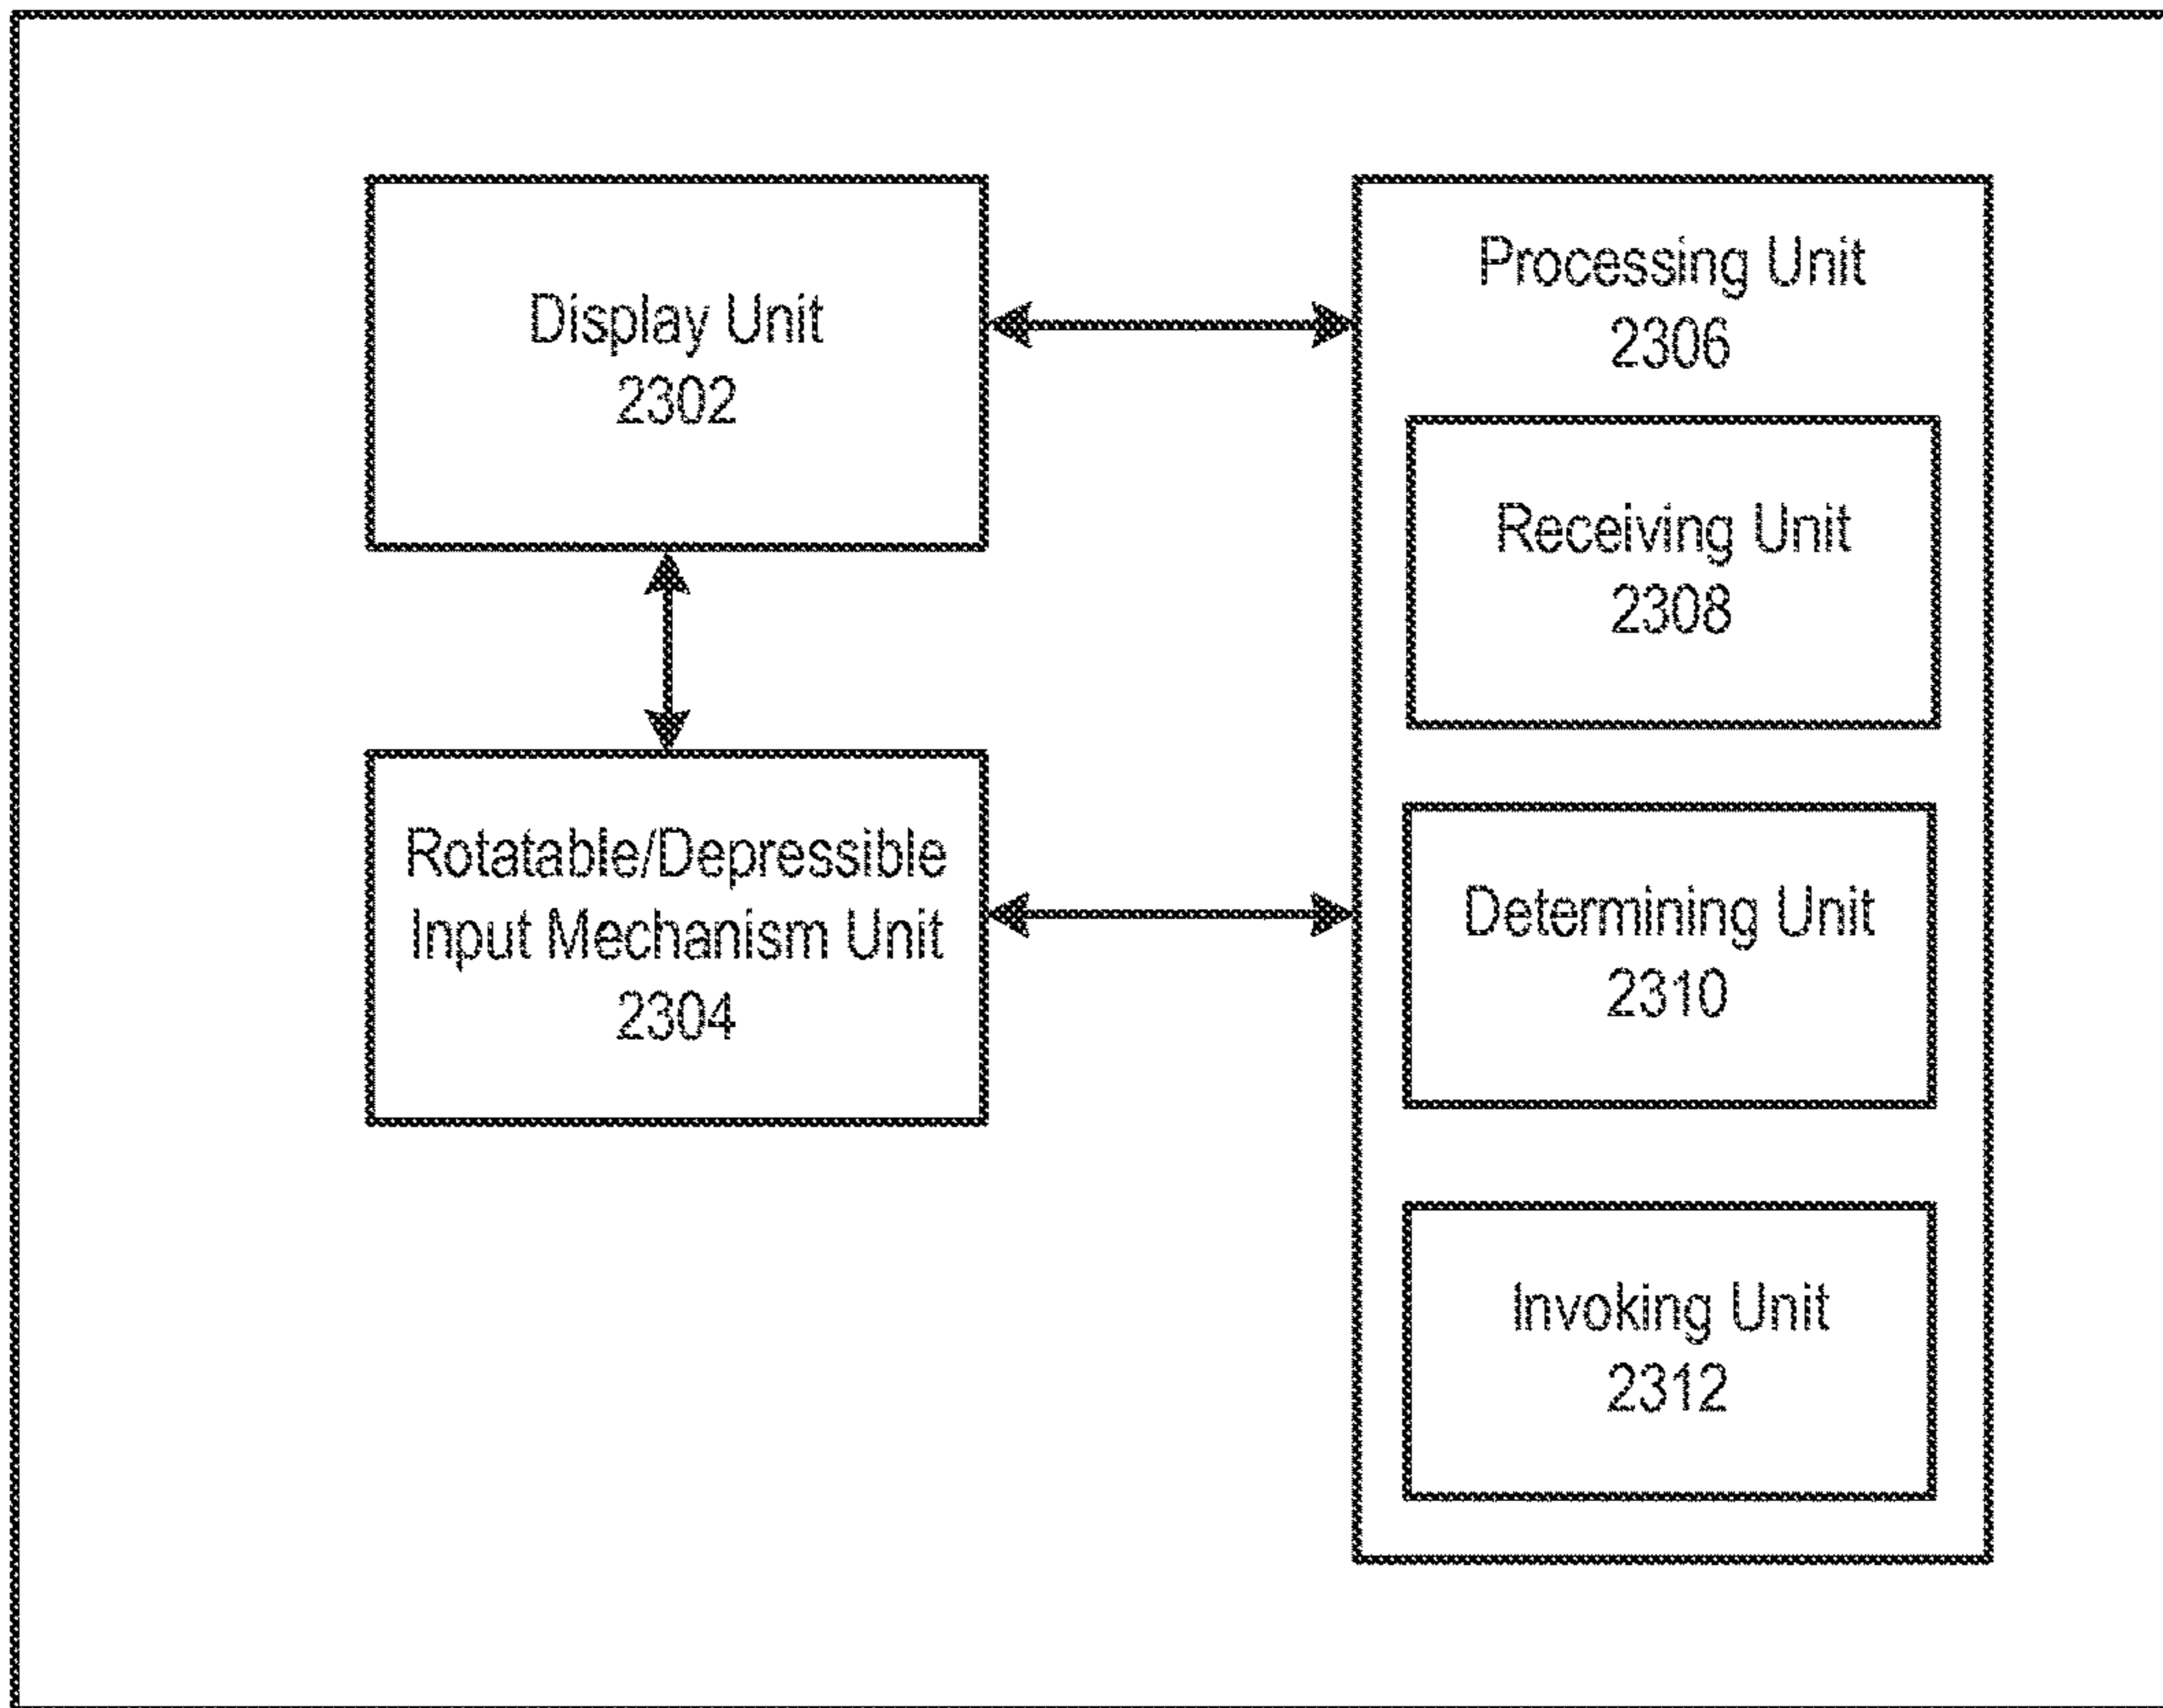 Display Unit
2302
Rotatable/Depressible
Input Mechanism Unit
2304
Processing Unit
2306
Receiving Unit
2308
Determining Unit
2310
Invoking Unit
2312